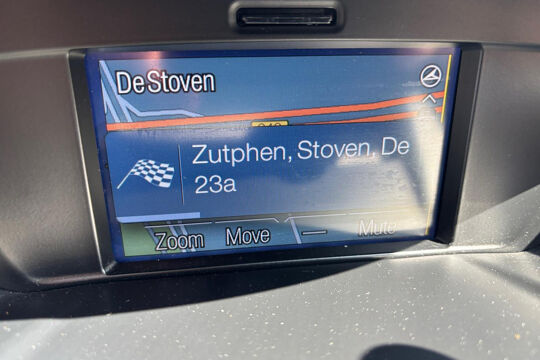 De Stoven
Zutphen, Stoven, De
23a
Zoom Move — Mute